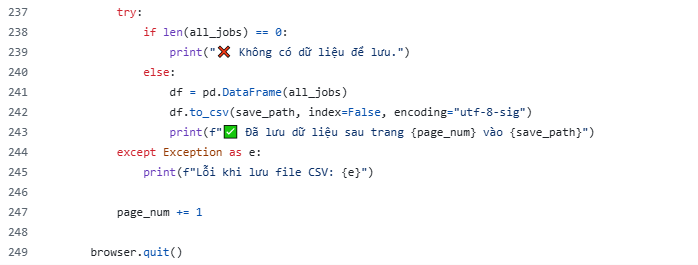 237             try:
238                 if len(all_jobs) == 0:
239                     print("❌ Không có dữ liệu để lưu.")
240                 else:
241                     df = pd.DataFrame(all_jobs)
242                     df.to_csv(save_path, index=False, encoding="utf-8-sig")
243                     print(f"✅ Đã lưu dữ liệu sau trang {page_num} vào {save_path}")
244             except Exception as e:
245                 print(f"Lỗi khi lưu file CSV: {e}")
246
247             page_num += 1
248
249         browser.quit()